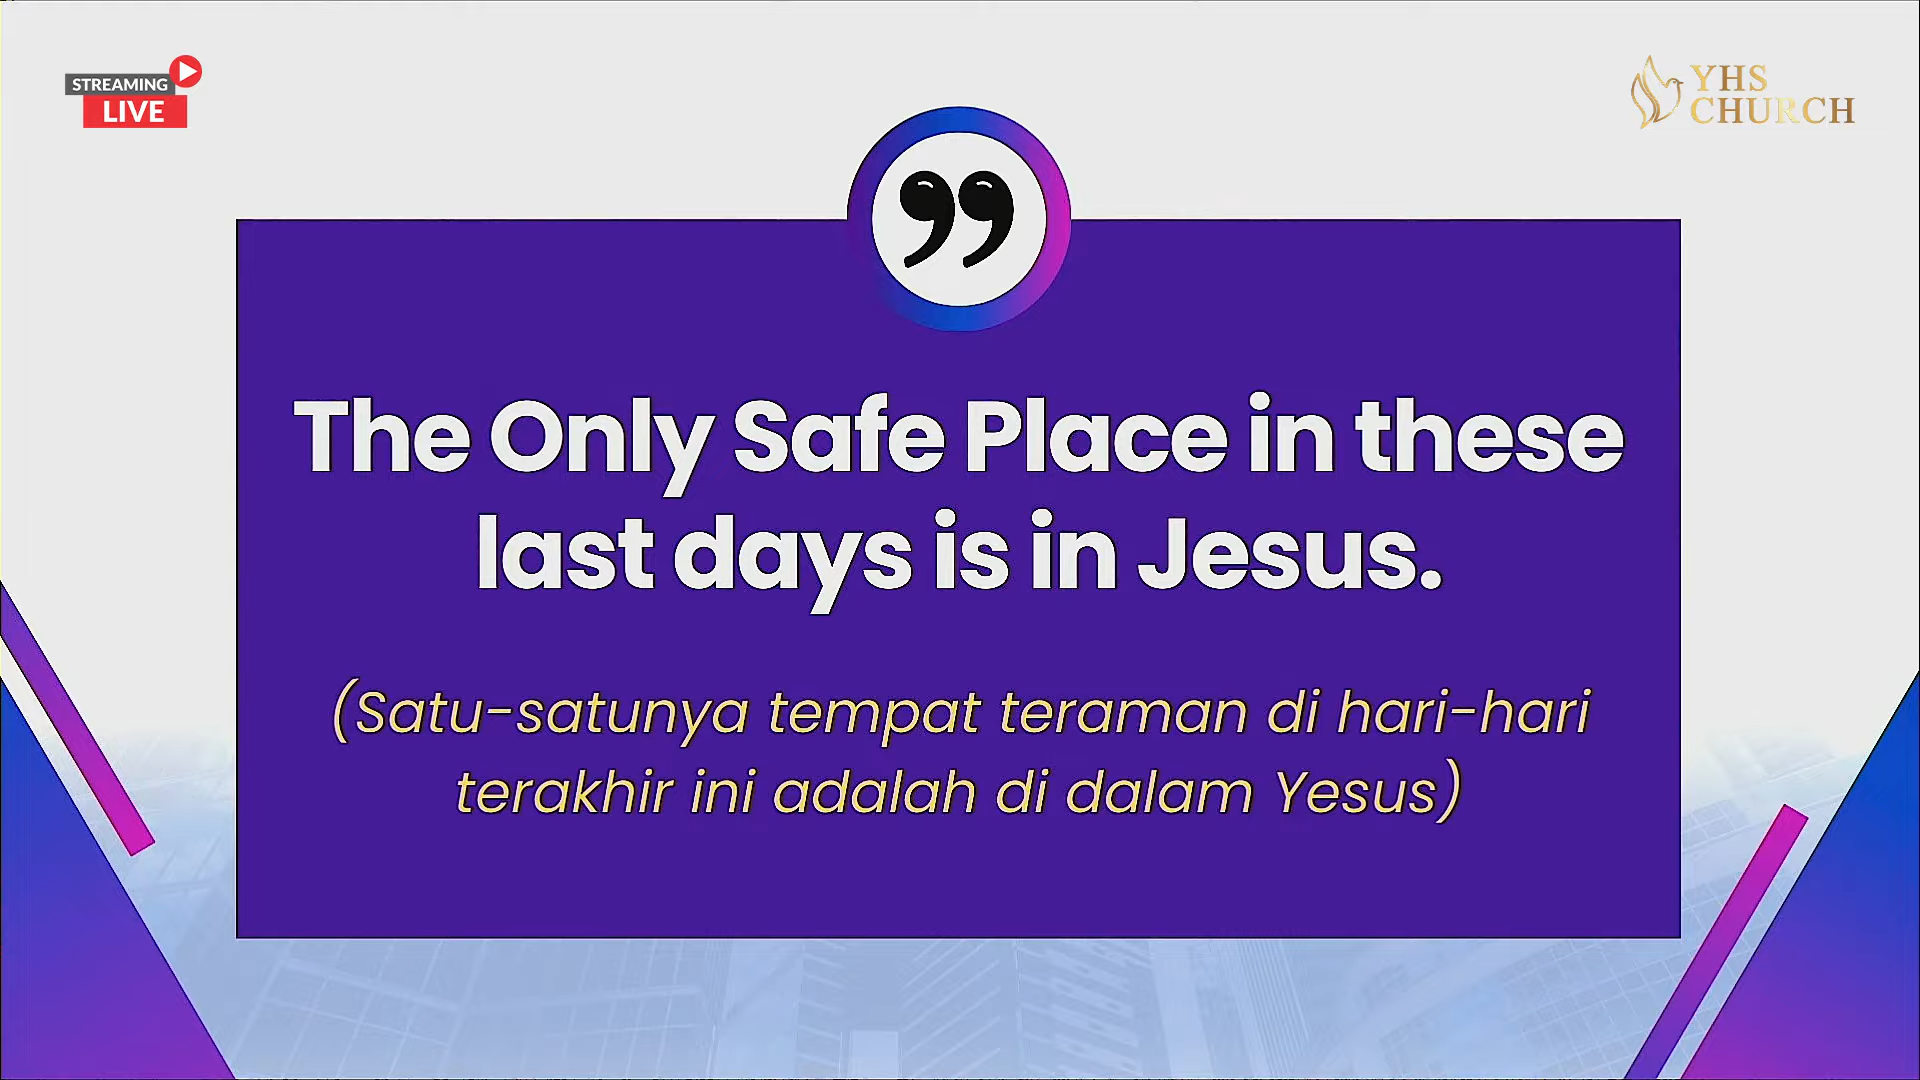 STREAMING
LIVE
YHS
CHURCH
The Only Safe Place in these
last days is in Jesus.
(Satu-satunya tempat teraman di hari-hari
terakhir ini adalah di dalam Yesus)